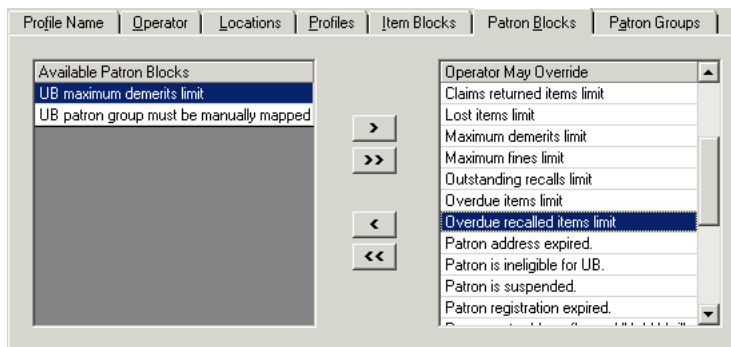 Profile Name Operator Locations Profiles Item Blocks Patron Blocks Patron Groups
Available Patron Blocks
UB maximum demerits limit
UB patron group must be manually mapped
>
>>
<
<<
Operator May Override
Claims returned items limit
Lost items limit
Maximum demerits limit
Maximum fines limit
Outstanding recalls limit
Overdue items limit
Overdue recalled items limit
Patron address expired.
Patron is ineligible for UB.
Patron is suspended.
Patron registration expired.